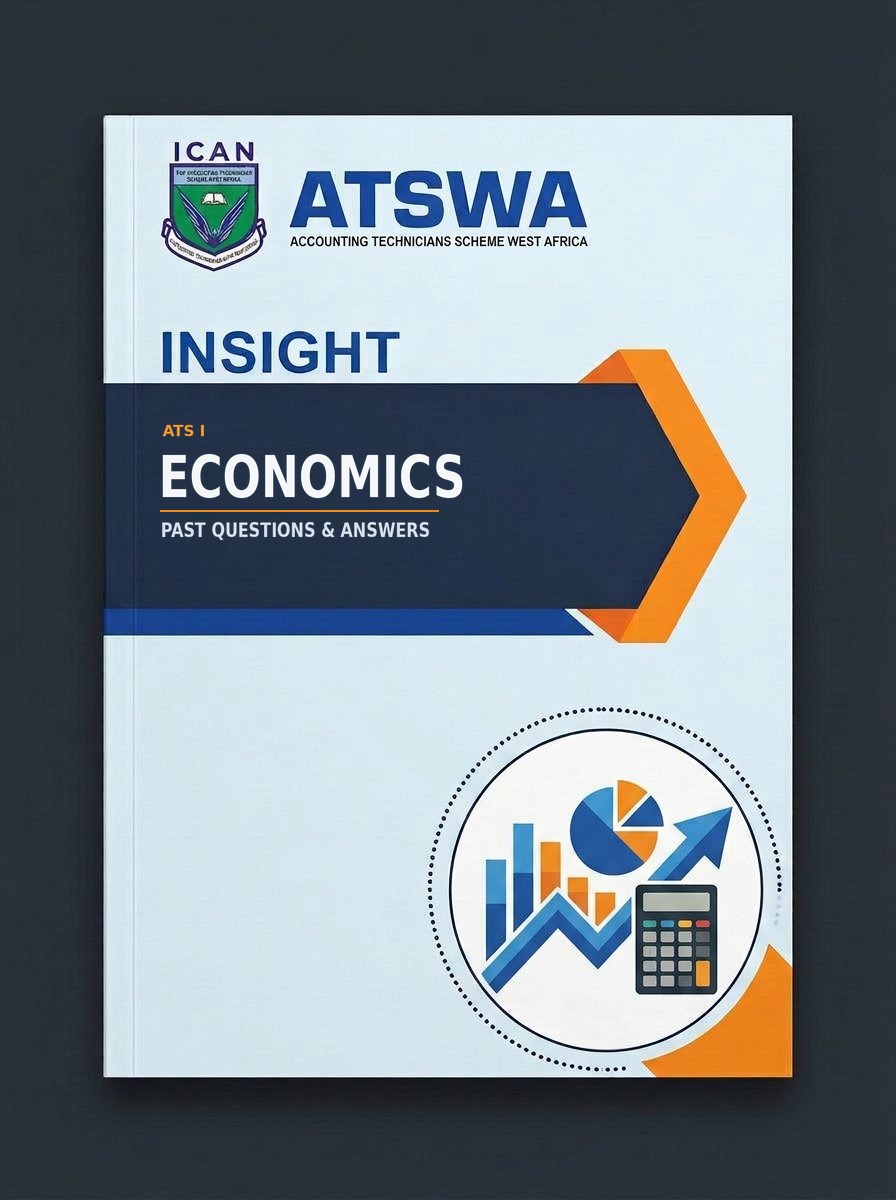 ICAN
ATSWA
ACCOUNTING TECHNICIANS SCHEME WEST AFRICA
INSIGHT
ATS I
ECONOMICS
PAST QUESTIONS & ANSWERS